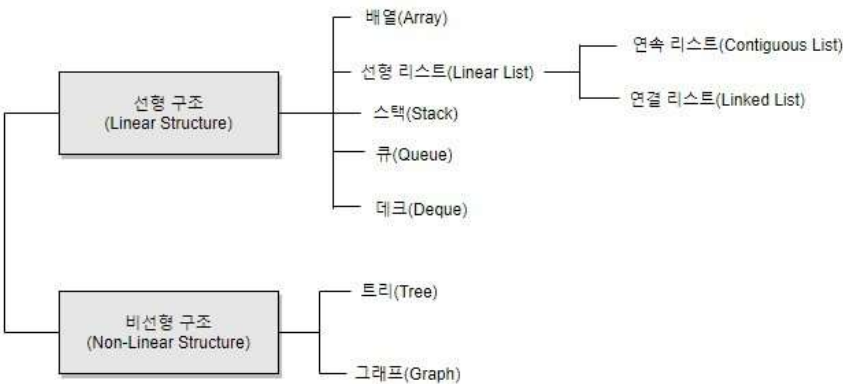 배열(Array)
선형 리스트(Linear List)
연속 리스트(Contiguous List)
연결 리스트(Linked List)
선형 구조
(Linear Structure)
스택(Stack)
큐(Queue)
데크(Deque)
비선형 구조
(Non-Linear Structure)
트리(Tree)
그래프(Graph)